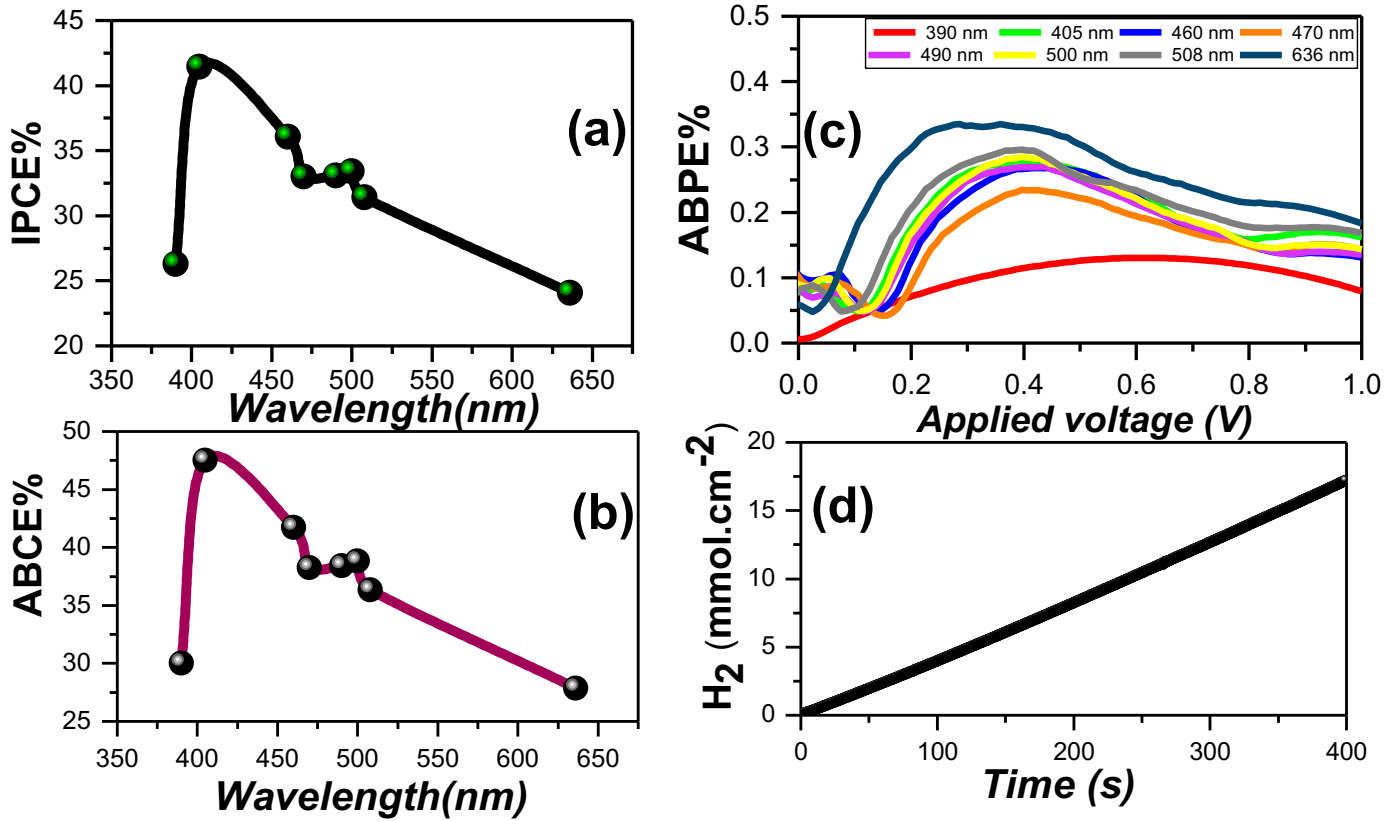 (a)
IPCE%
45
40
35
30
25
20
350 400 450 500 550 600 650
Wavelength(nm)
(c)
ABPE%
0.5
0.4
0.3
0.2
0.1
0.0
390 nm 405 nm 460 nm 470 nm
490 nm 500 nm 508 nm 636 nm
0.0 0.2 0.4 0.6 0.8 1.0
Applied voltage (V)
(b)
ABCE%
50
45
40
35
30
25
350 400 450 500 550 600 650
Wavelength(nm)
(d)
H2 (mmol.cm-2
20
15
10
5
0
0 100 200 300 400
Time (s)